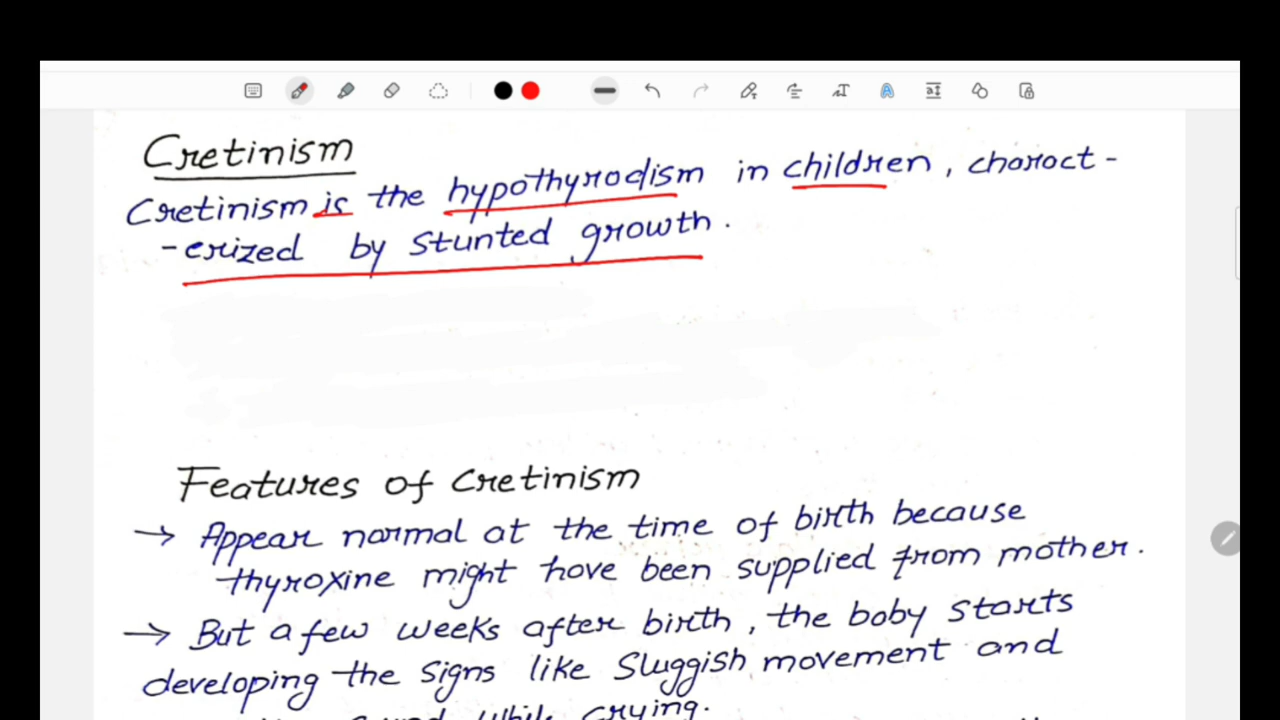 Cretinism
Cretinism is the hypothyrodism in children, charact-
-erized by stunted growth.
Features of Cretinism
→ Appear normal at the time of birth because
thyroxine might have been supplied from mother.
→ But a few weeks after birth, the baby starts
developing the signs like Sluggish movement and
while crying.